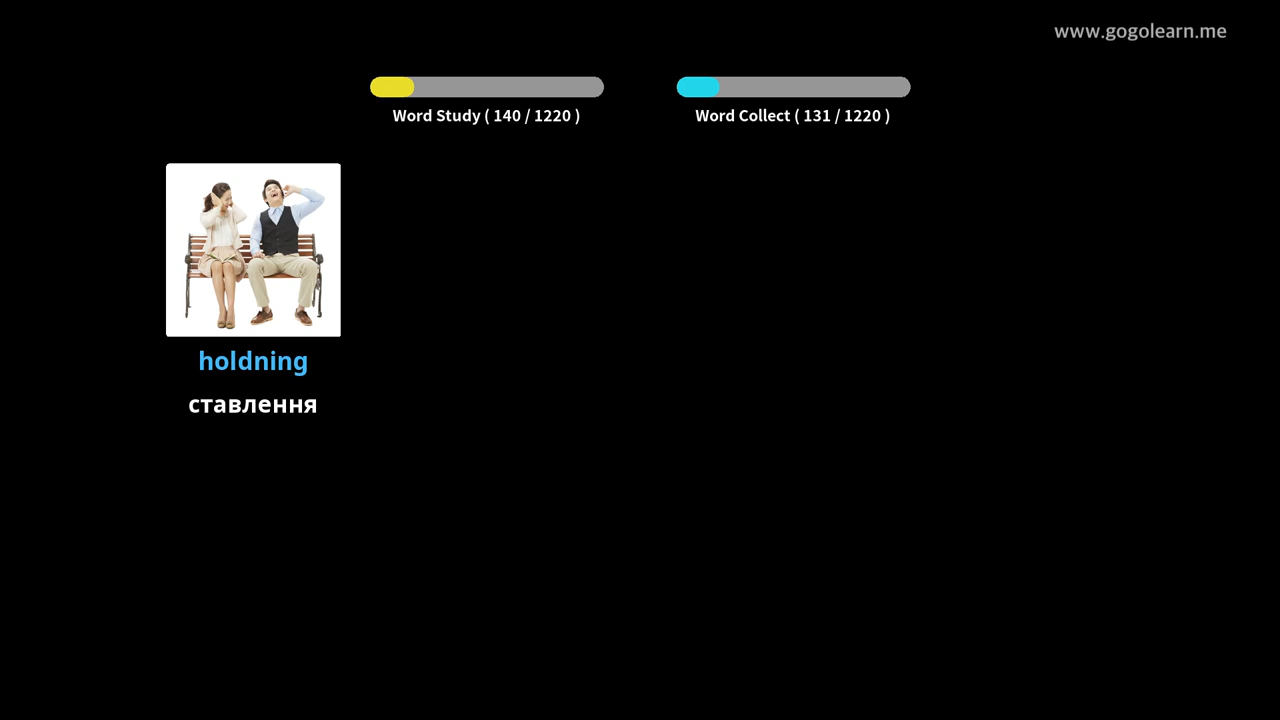 www.gogolearn.me
Word Study ( 140 / 1220 )
Word Collect ( 131 / 1220 )
holdning
ставлення